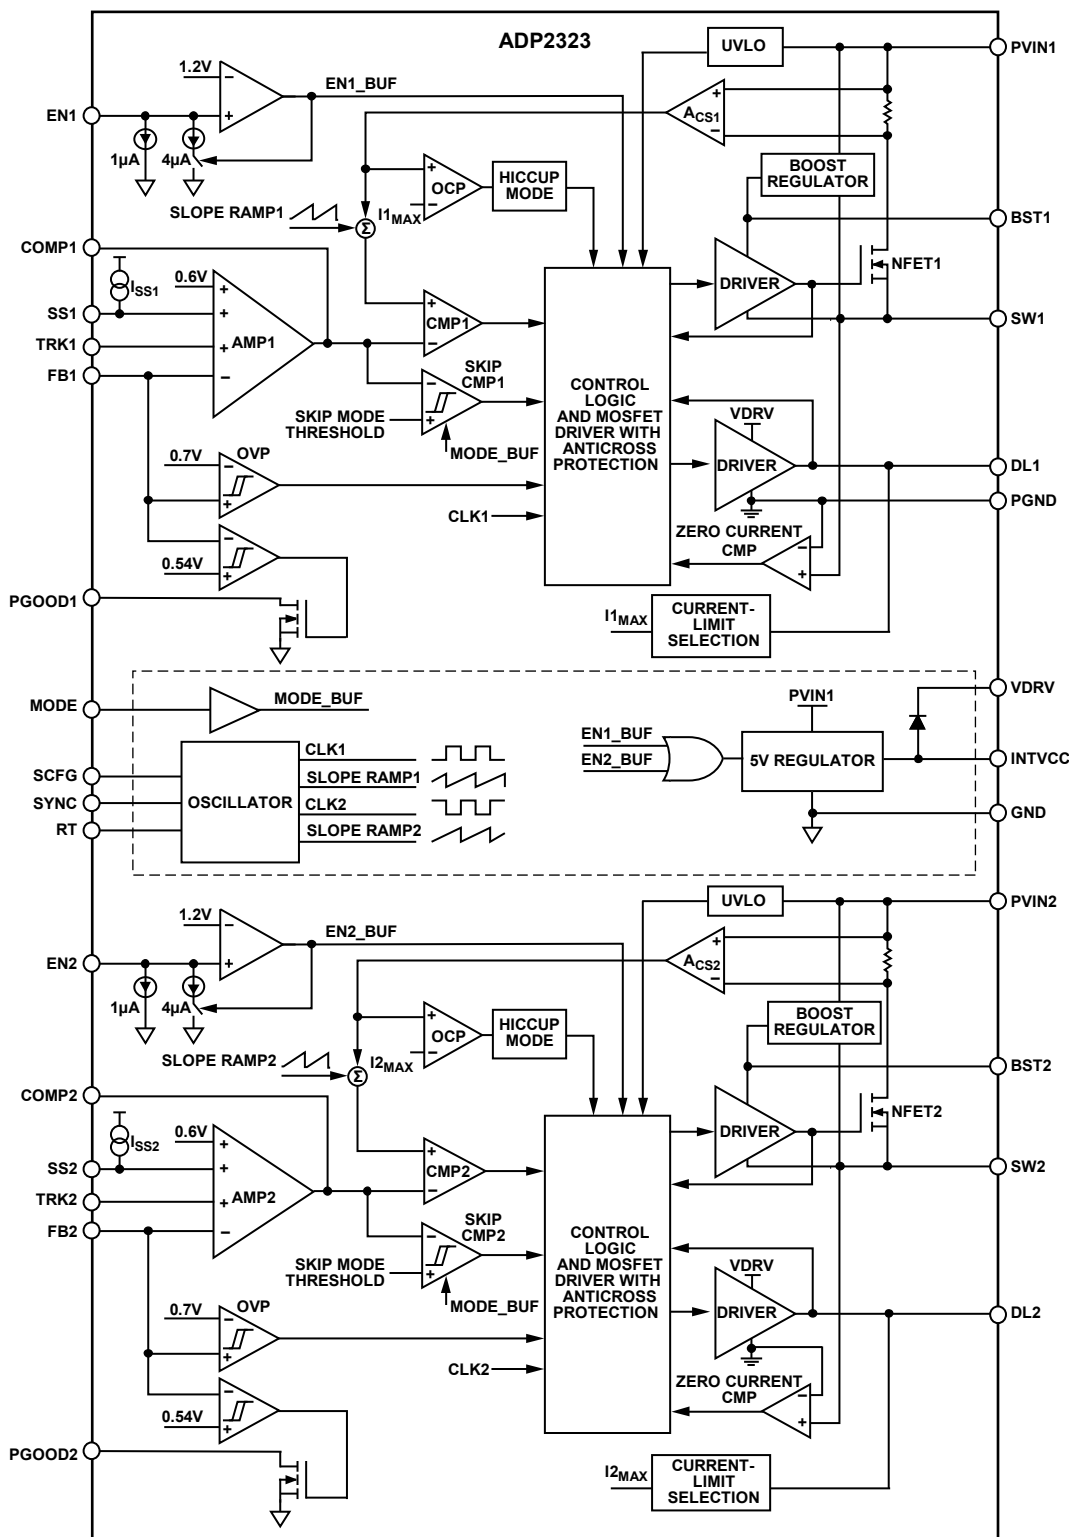 ADP2323
UVLO
PVIN1
1.2V
−
EN1_BUF
+
EN1
+
ACS1
−
1µA
4µA
BOOST
REGULATOR
+
OCP
−
HICCUP
MODE
SLOPE RAMP1
I1MAX
Σ
BST1
COMP1
ISS1
0.6V
+
NFET1
DRIVER
SS1
+
+
CMP1
−
SW1
TRK1
+
AMP1
FB1
−
SKIP
CMP1
−
+
SKIP MODE
THRESHOLD
MODE_BUF
CONTROL
LOGIC
AND MOSFET
DRIVER WITH
ANTICROSS
PROTECTION
VDRV
DRIVER
DL1
0.7V
−
OVP
+
PGND
CLK1
ZERO CURRENT
CMP
−
+
−
0.54V
+
PGOOD1
I1MAX
CURRENT-
LIMIT
SELECTION
VDRV
MODE
MODE_BUF
PVIN1
EN1_BUF
EN2_BUF
5V REGULATOR
INTVCC
SCFG
SYNC
RT
OSCILLATOR
CLK1
SLOPE RAMP1
CLK2
SLOPE RAMP2
GND
UVLO
PVIN2
1.2V
−
EN2_BUF
+
EN2
+
ACS2
−
1µA
4µA
BOOST
REGULATOR
+
OCP
−
HICCUP
MODE
SLOPE RAMP2
I2MAX
Σ
BST2
COMP2
ISS2
0.6V
+
NFET2
DRIVER
SS2
+
+
CMP2
−
SW2
TRK2
+
AMP2
FB2
−
SKIP
CMP2
−
+
SKIP MODE
THRESHOLD
MODE_BUF
CONTROL
LOGIC
AND MOSFET
DRIVER WITH
ANTICROSS
PROTECTION
VDRV
DRIVER
DL2
0.7V
−
OVP
+
CLK2
ZERO CURRENT
CMP
−
+
−
0.54V
+
PGOOD2
I2MAX
CURRENT-
LIMIT
SELECTION